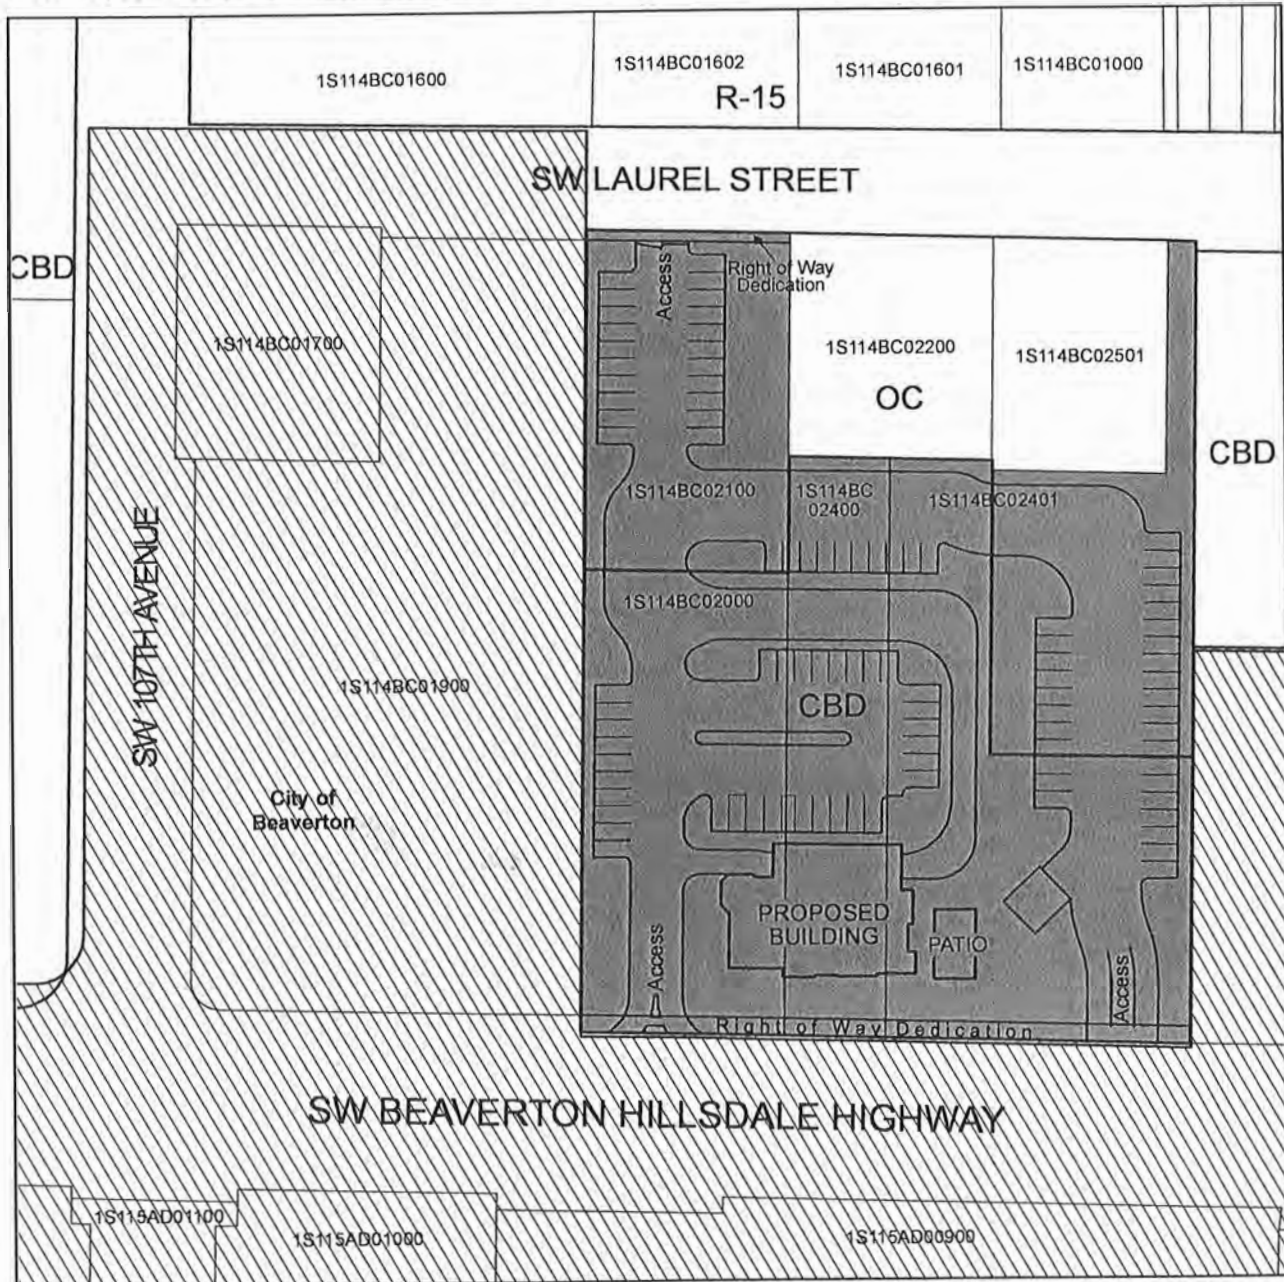 1S114BC01600
1S114BC01602
1S114BC01601
1S114BC01000
R-15
SW LAUREL STREET
CBD
Access
Right of Way
Dedication
1S114BC01700
1S114BC02200
1S114BC02501
OC
CBD
1S114BC02100
1S114BC
02400
1S114BC02401
SW 107TH AVENUE
1S114BC02000
1S114BC01900
CBD
City of
Beaverton
PROPOSED
BUILDING
PATIO
Access
Access
Right of Way Dedication
SW BEAVERTON HILLSDALE HIGHWAY
1S115AD01100
1S115AD01000
1S115AD00900